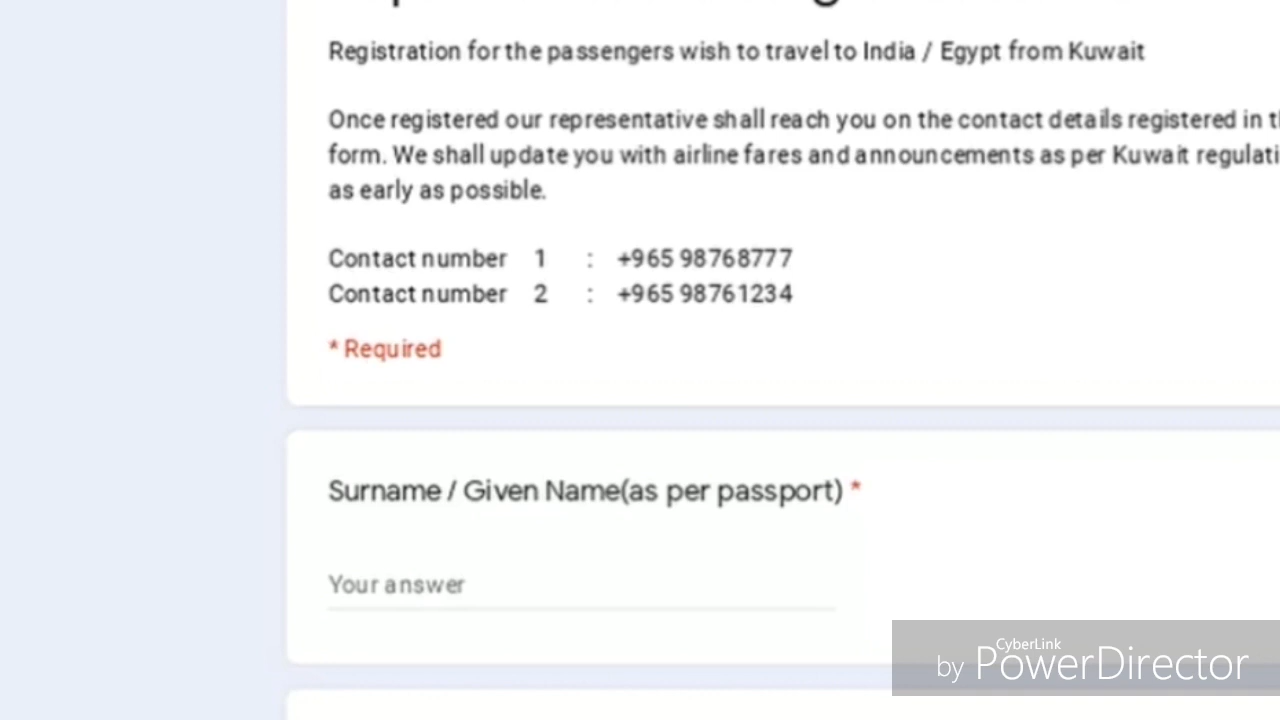 Registration for the passengers wish to travel to India / Egypt from Kuwait
Once registered our representative shall reach you on the contact details registered in
form. We shall update you with airline fares and announcements as per Kuwait
as early as possible.
Contact number 1 : +965 98768777
Contact number 2 : +965 98761234
* Required
Surname / Given Name(as per passport) *
Your answer
CyberLink
by PowerDirector